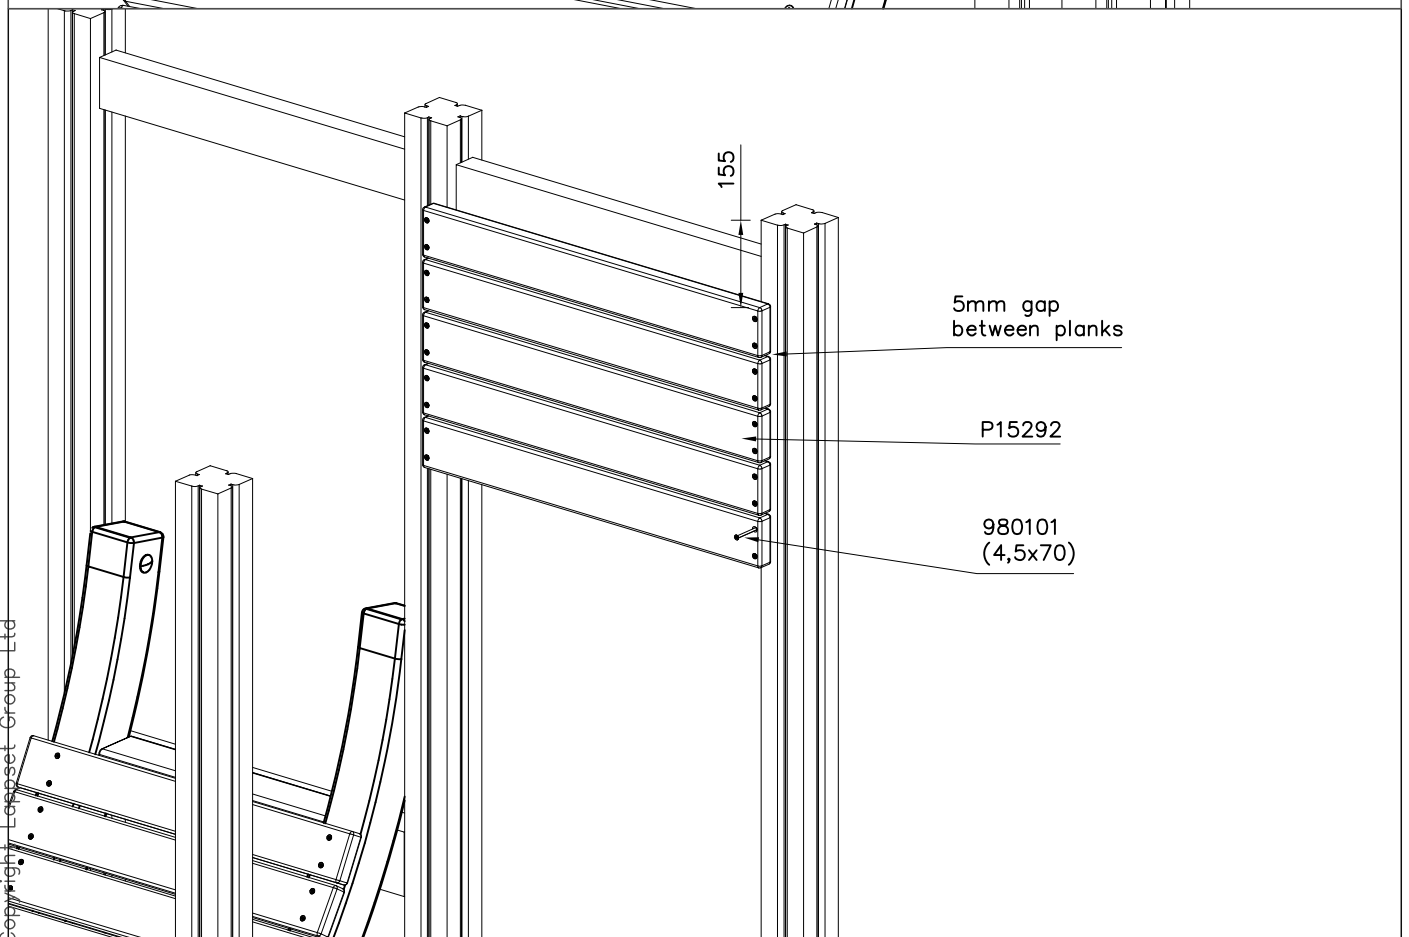 155
5mm gap
between planks
P15292
980101
(4,5x70)
Copyright Lappset Group Ltd